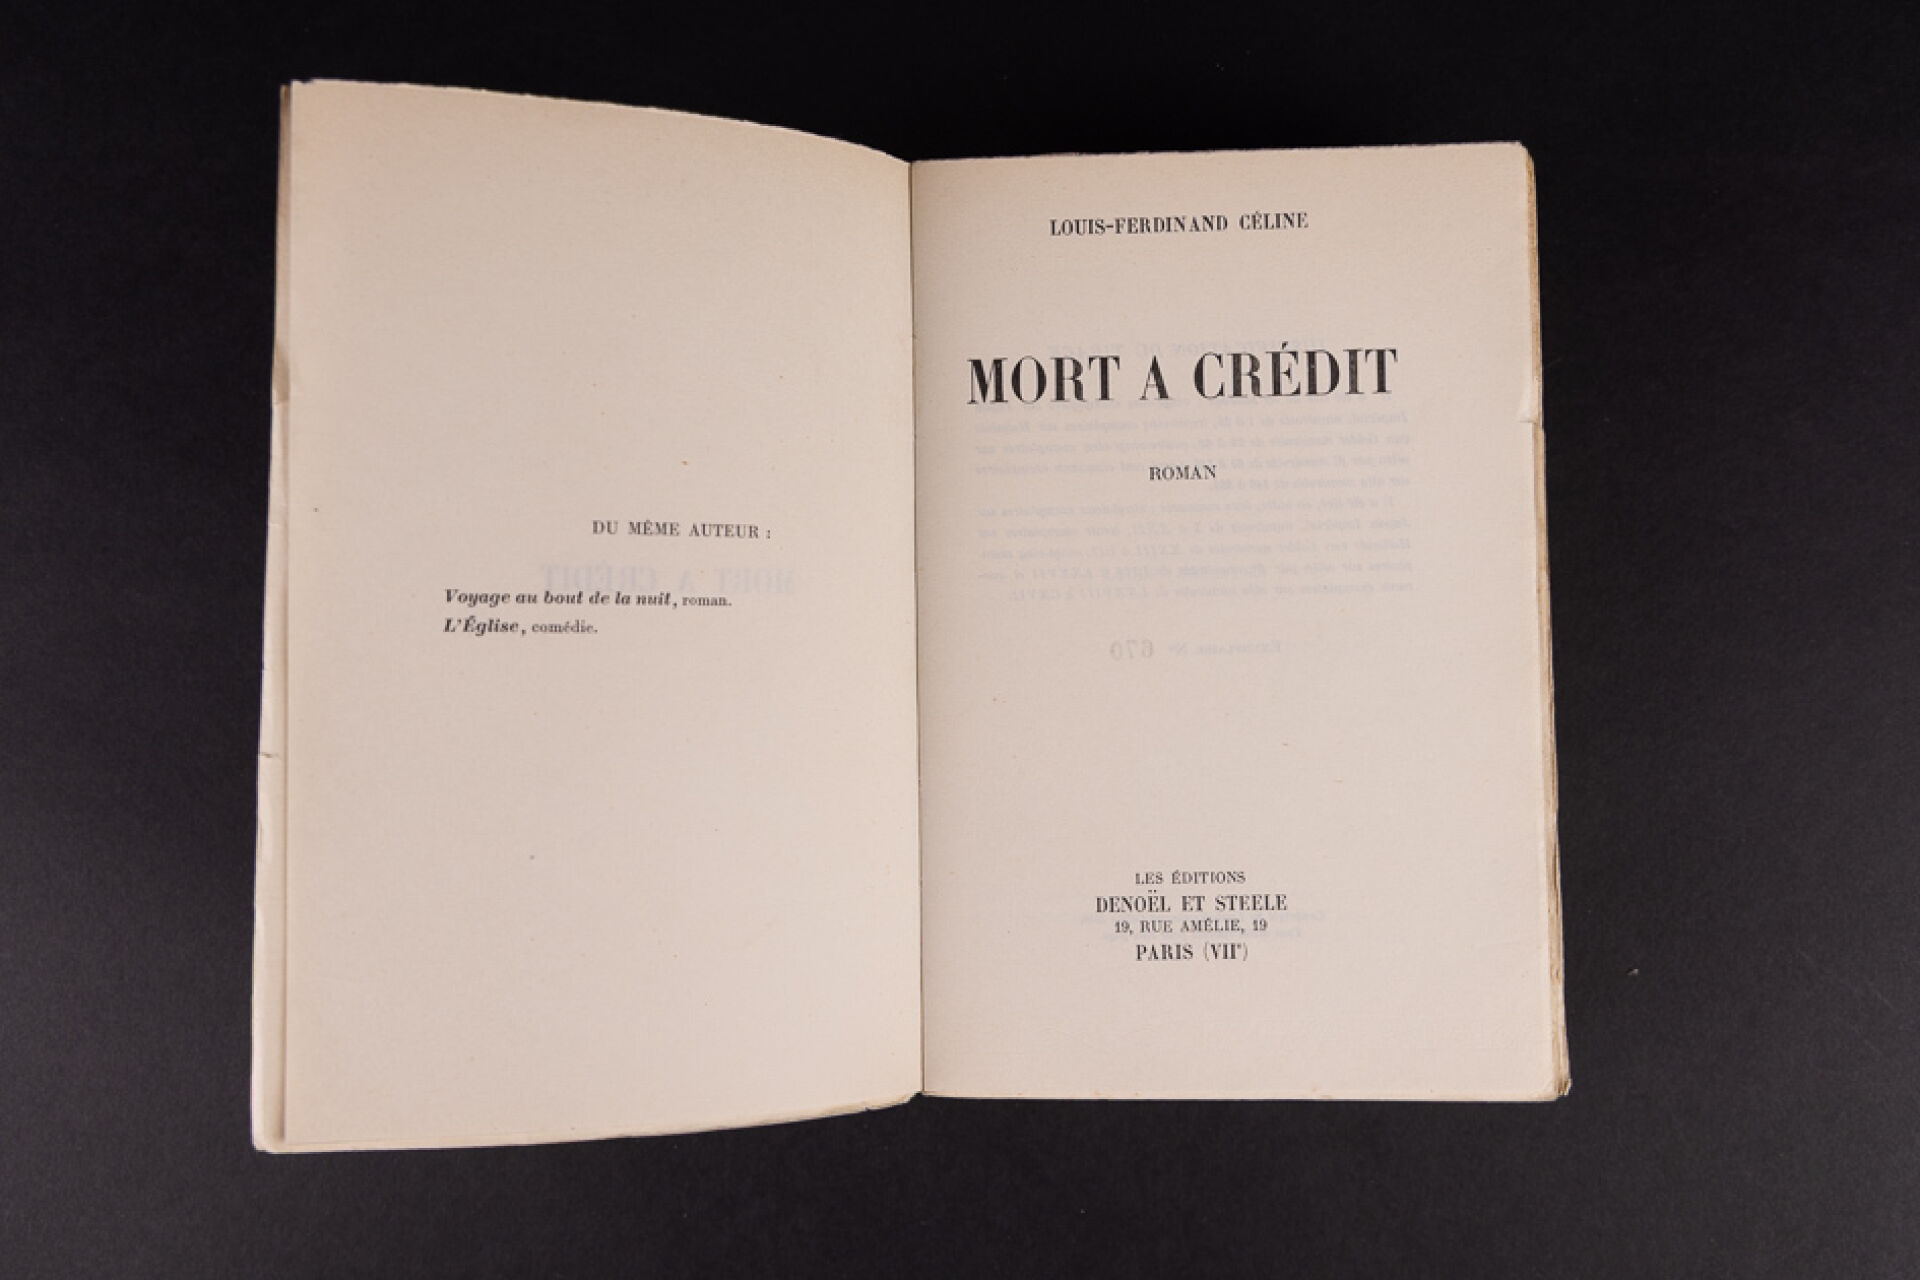 DU MÊME AUTEUR :
Voyage au bout de la nuit, roman.
L'Église, comédie.
LOUIS-FERDINAND CÉLINE
MORT A CRÉDIT
ROMAN
LES ÉDITIONS
DENOËL ET STEELE
19, RUE AMÉLIE, 19
PARIS (VIIe)